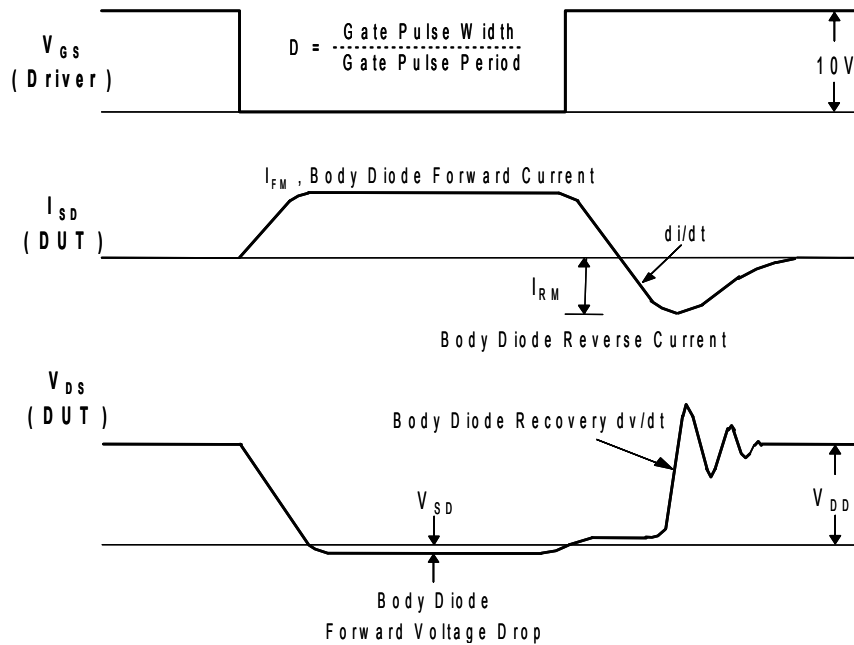 V GS
(Driver)
D = Gate Pulse Width
Gate Pulse Period
10V
I FM , Body Diode Forward Current
I SD
(DUT)
di/dt
I RM
Body Diode Reverse Current
V DS
(DUT)
Body Diode Recovery dv/dt
V SD
V DD
Body Diode
Forward Voltage Drop